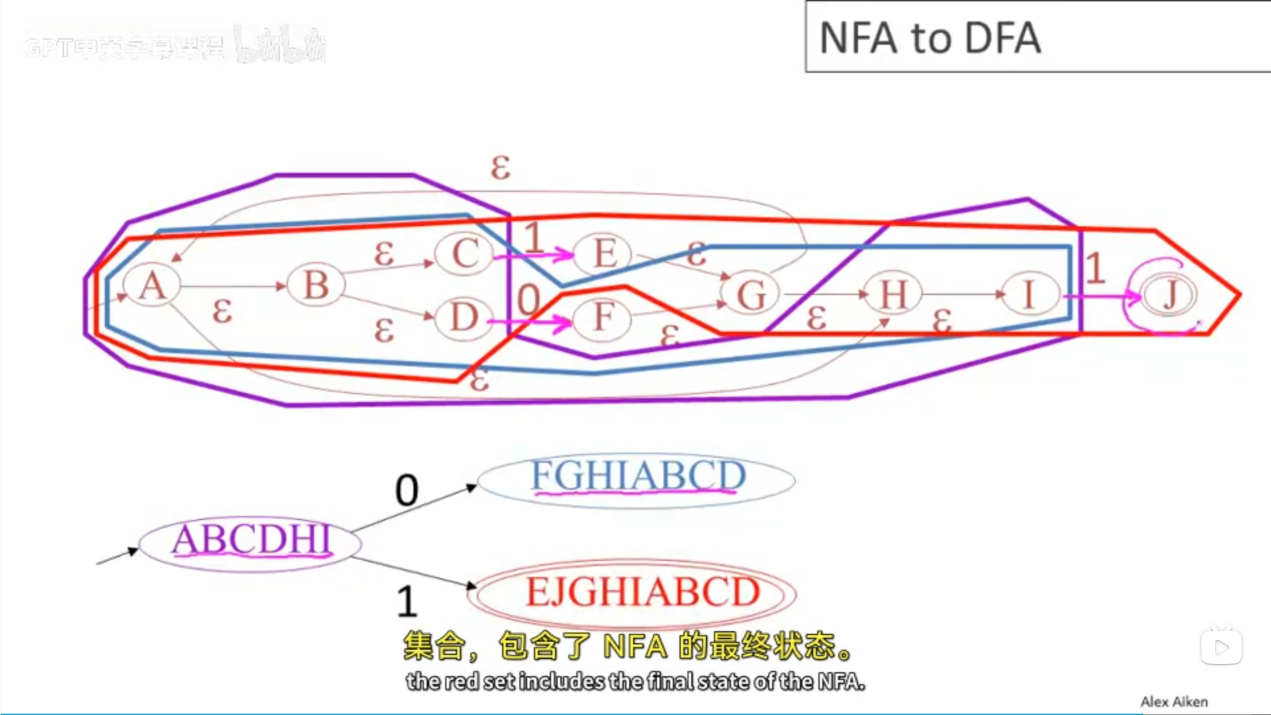 GPT中英字幕课程 bilibili
NFA to DFA
ε
C 1 E
ε ε
A B G H I 1 J
ε D 0 F
ε ε ε ε
ε
0 FGHIABCD
ABCDHI
1 EJGHIABCD
集合，包含了 NFA 的最终状态。
the red set includes the final state of the NFA.
Alex Aiken